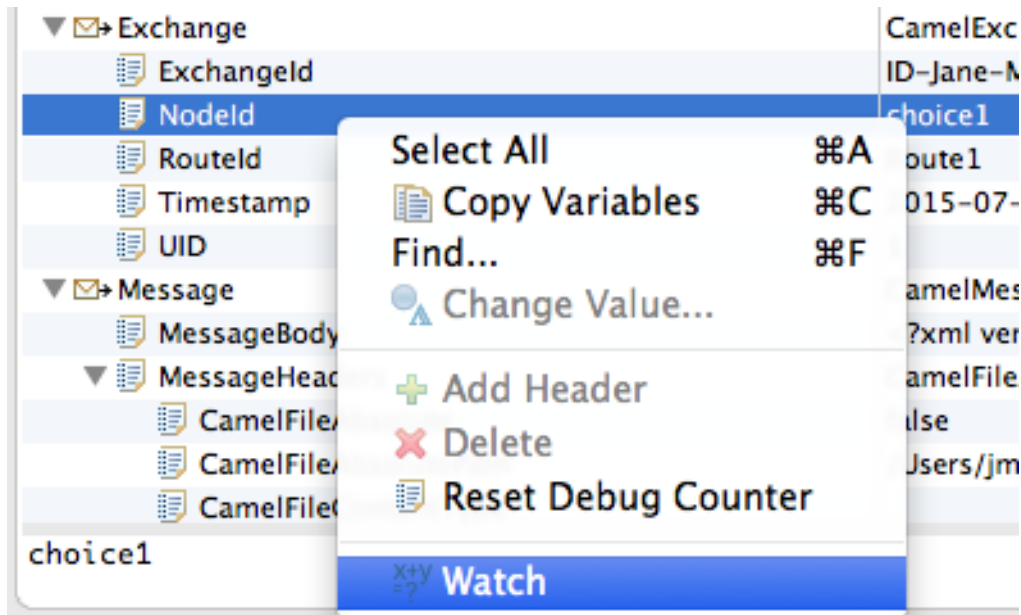 Exchange CamelExc
ExchangeId ID-Jane-M
NodeId choice1
RouteId oute1
Timestamp 015-07-
UID
Message amelMes
MessageBody ?xml ver
MessageHead amelFile
CamelFile alse
CamelFile Users/jm
CamelFile
choice1
Select All ⌘A
Copy Variables ⌘C
Find... ⌘F
Change Value...
Add Header
Delete
Reset Debug Counter
x+y
=?
Watch